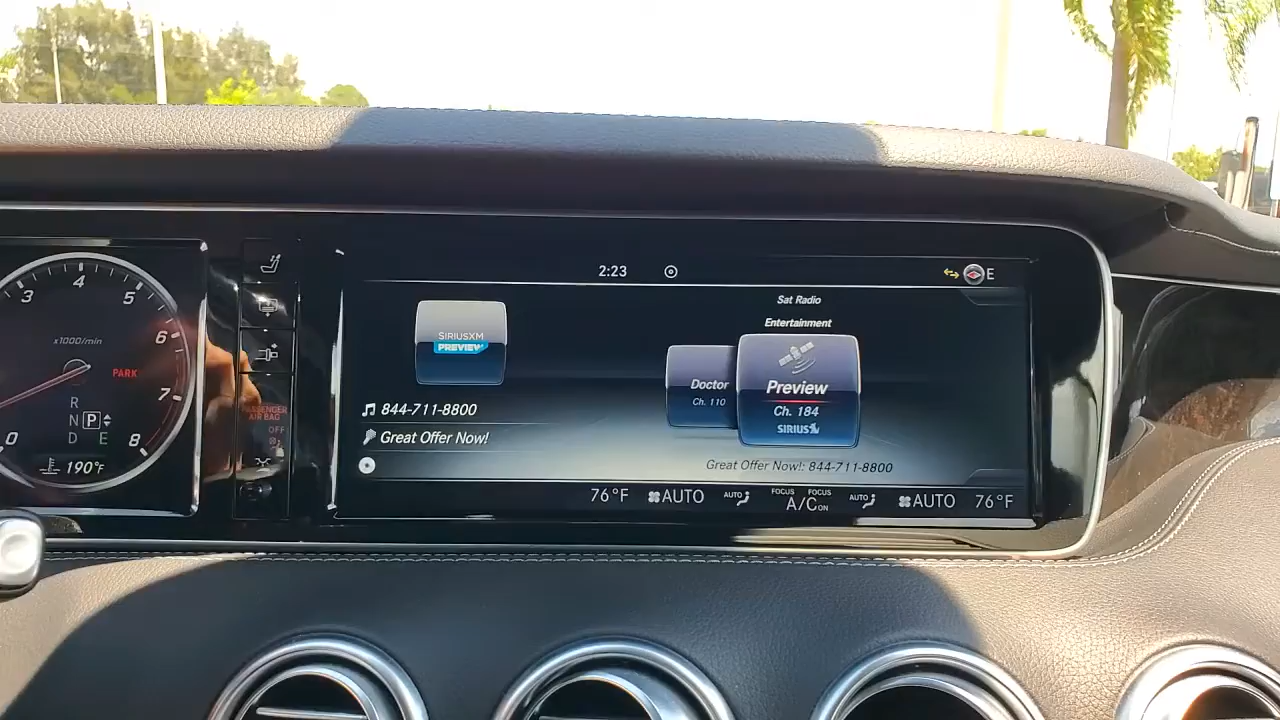 2:23
E
Sat Radio
Entertainment
SIRIUSXM
PREVIEW
Doctor
Ch. 110
Preview
Ch. 184
SIRIUS
844-711-8800
Great Offer Now!
Great Offer Now!: 844-711-8800
76°F AUTO AUTO FOCUS FOCUS A/C ON AUTO AUTO 76°F
3 4 5 6 7 8 0
x1000/min
PARK
R
N P
D E
190°F
PASSENGER
AIR BAG
OFF